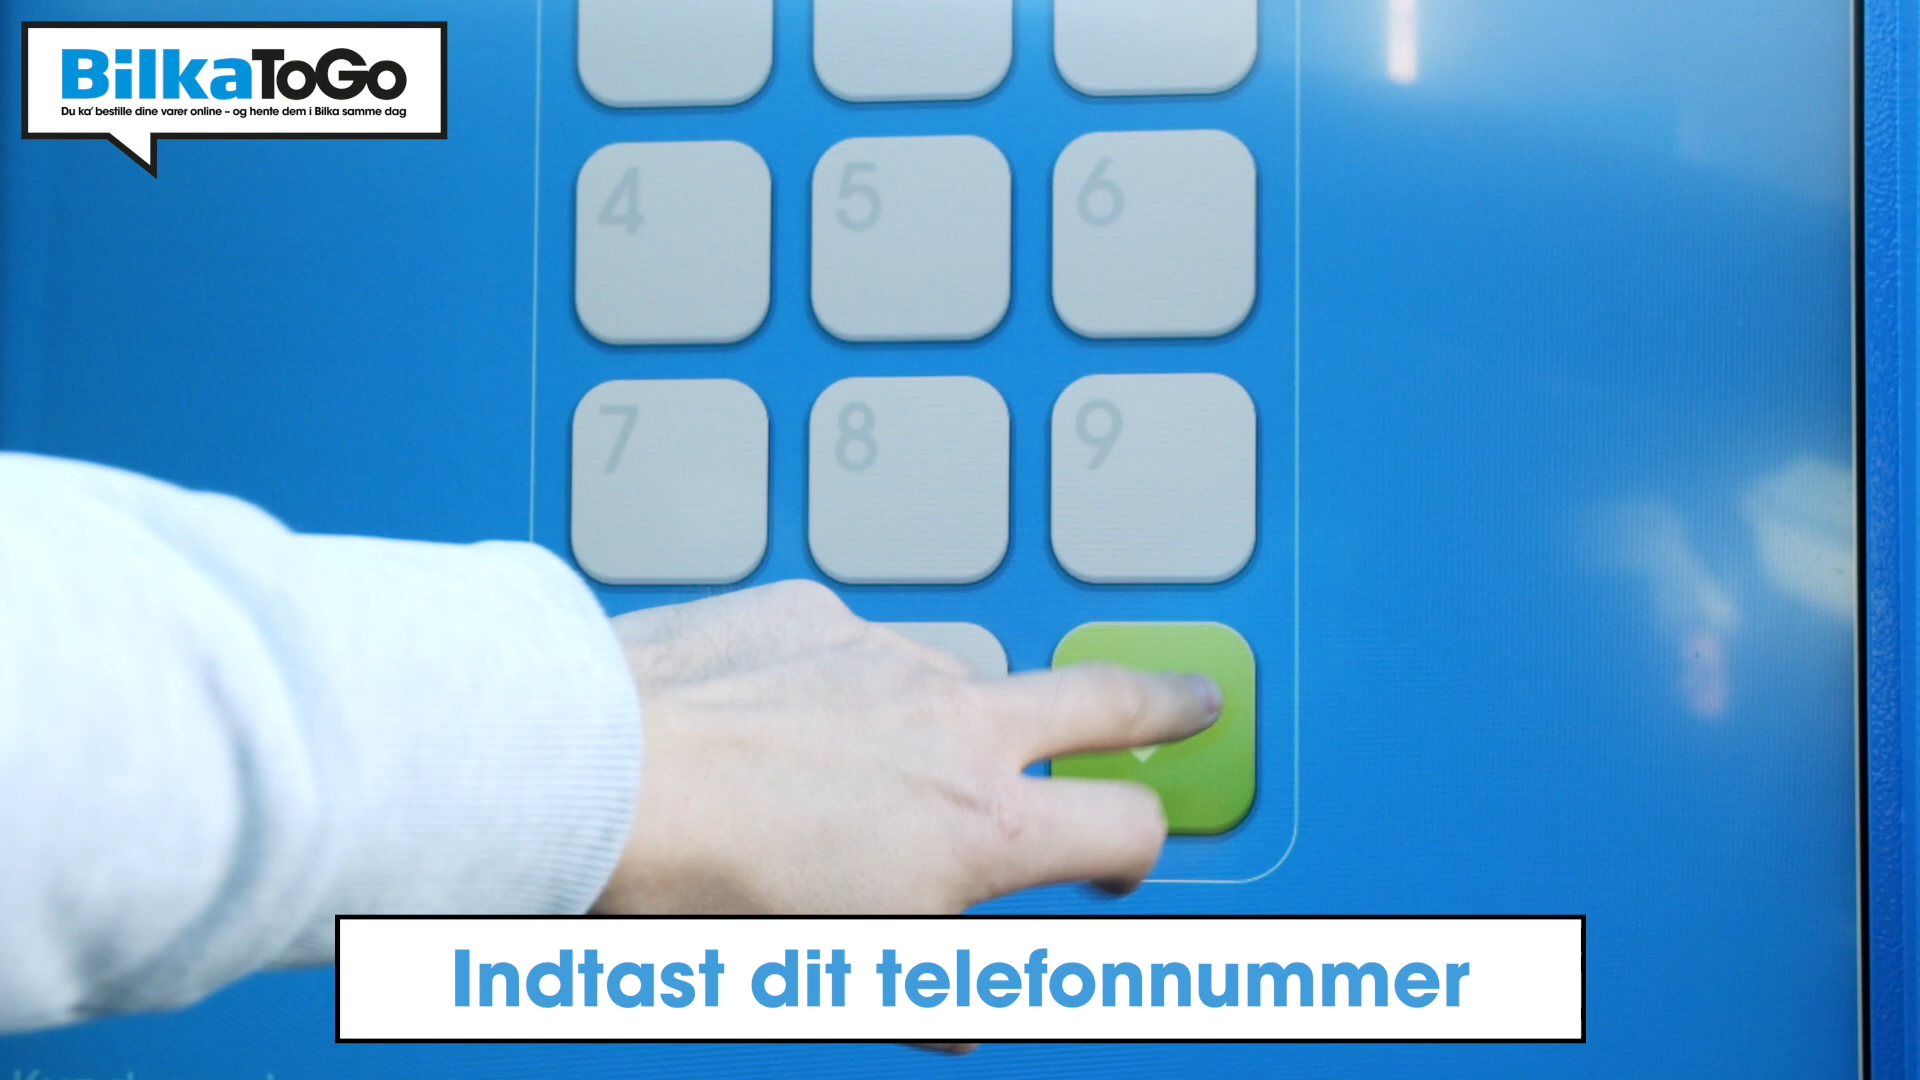 BilkaToGo
Du ka' bestille dine varer online – og hente dem i Bilka samme dag
4 5 6
7 8 9
Indtast dit telefonnummer